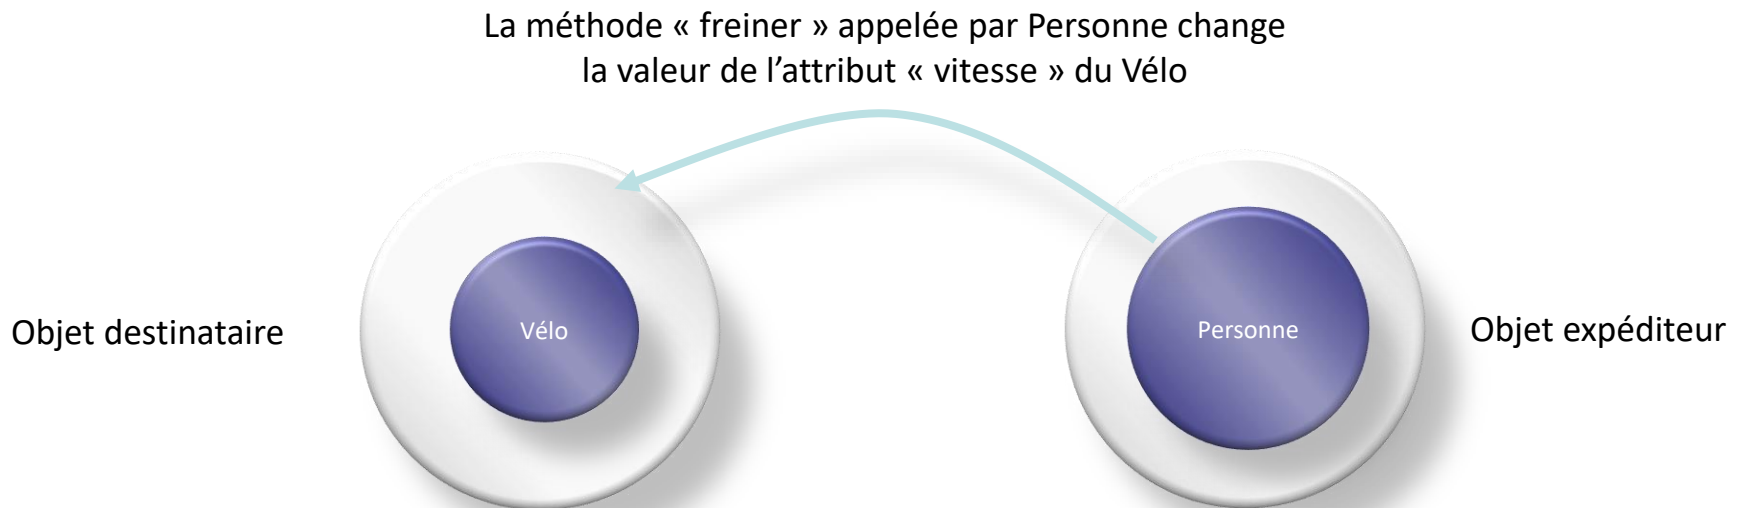 La méthode « freiner » appelée par Personne change
la valeur de l’attribut « vitesse » du Vélo
Objet destinataire
Vélo
Personne
Objet expéditeur